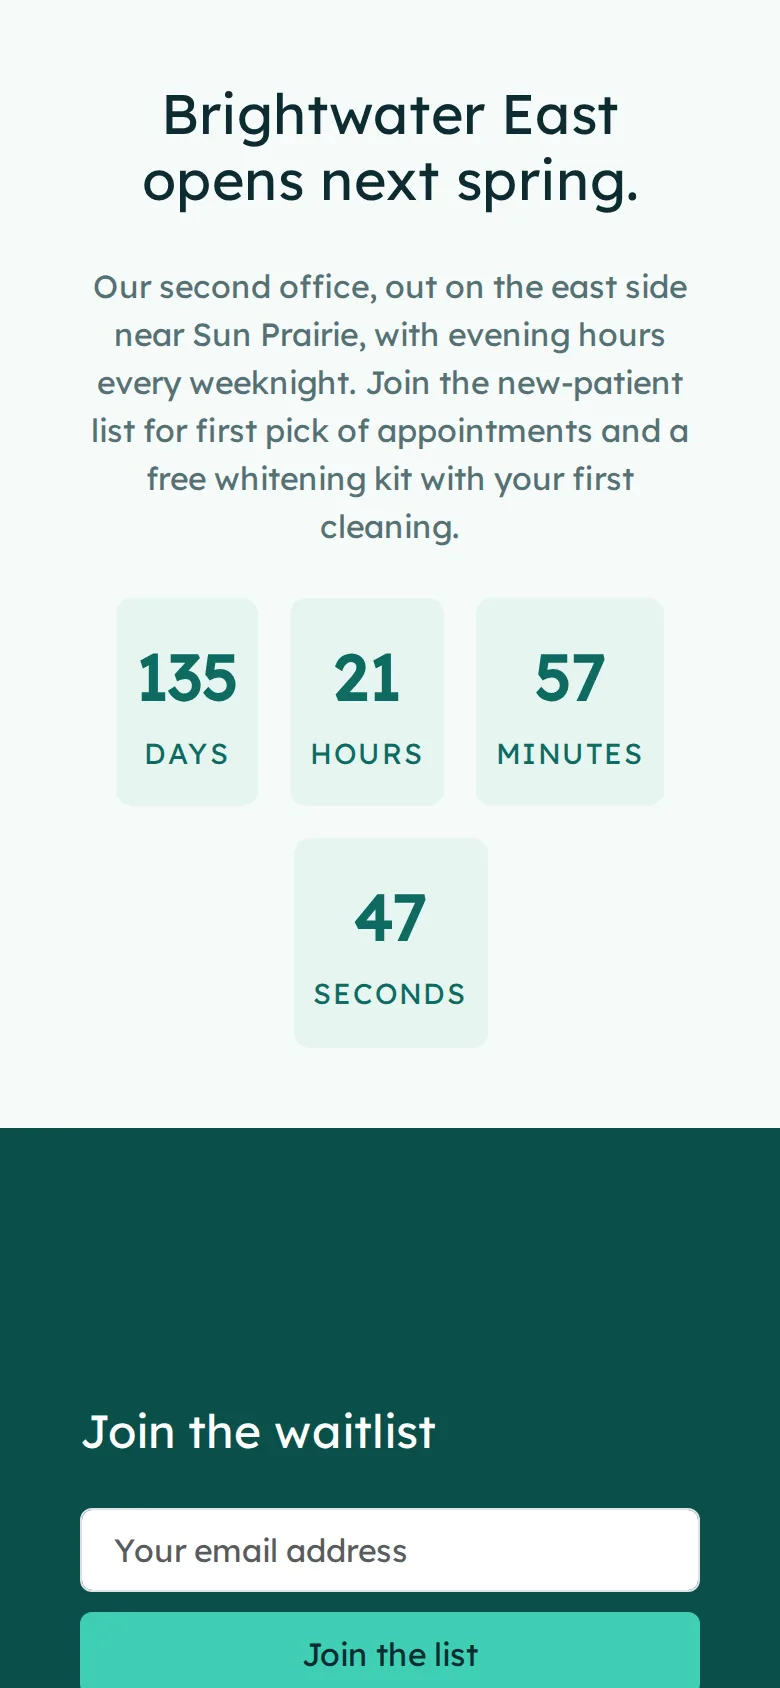 Brightwater East
opens next spring.
Our second office, out on the east side
near Sun Prairie, with evening hours
every weeknight. Join the new-patient
list for first pick of appointments and a
free whitening kit with your first
cleaning.
135
DAYS
21
HOURS
57
MINUTES
47
SECONDS
Join the waitlist
Your email address
Join the list